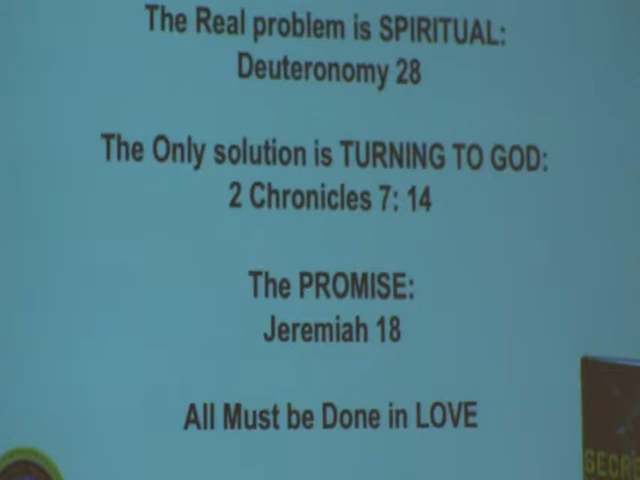 The Real problem is SPIRITUAL:
Deuteronomy 28
The Only solution is TURNING TO GOD:
2 Chronicles 7: 14
The PROMISE:
Jeremiah 18
All Must be Done in LOVE